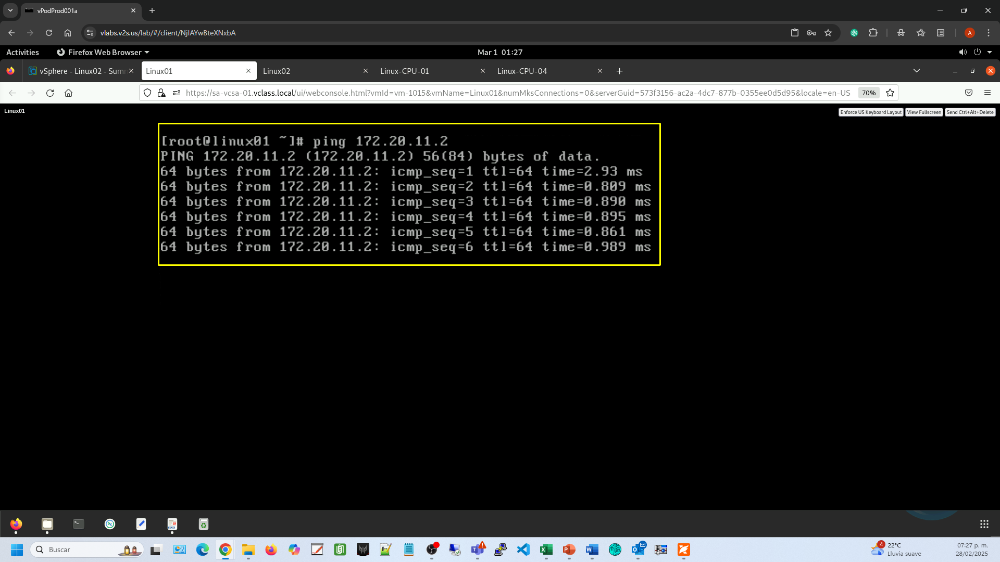 vPodProd001a
vlabs.v2s.us/lab/#/client/NjIAYwBteXNxbA
A
Activities
Firefox Web Browser
Mar 1 01:27
vSphere - Linux02 - Sum
Linux01
Linux02
Linux-CPU-01
Linux-CPU-04
https://sa-vcsa-01.vclass.local/ui/webconsole.html?vmId=vm-1015&vmName=Linux01&numMksConnections=0&serverGuid=573f3156-ac2a-4dc7-877b-0355ee0d5d95&locale=en-US
70%
Linux01
Enforce US Keyboard Layout
View Fullscreen
Send Ctrl+Alt+Delete
[root@linux01 ~]# ping 172.20.11.2
PING 172.20.11.2 (172.20.11.2) 56(84) bytes of data.
64 bytes from 172.20.11.2: icmp_seq=1 ttl=64 time=2.93 ms
64 bytes from 172.20.11.2: icmp_seq=2 ttl=64 time=0.809 ms
64 bytes from 172.20.11.2: icmp_seq=3 ttl=64 time=0.890 ms
64 bytes from 172.20.11.2: icmp_seq=4 ttl=64 time=0.895 ms
64 bytes from 172.20.11.2: icmp_seq=5 ttl=64 time=0.861 ms
64 bytes from 172.20.11.2: icmp_seq=6 ttl=64 time=0.989 ms
Buscar
4
22°C
Lluvia suave
07:27 p. m.
28/02/2025